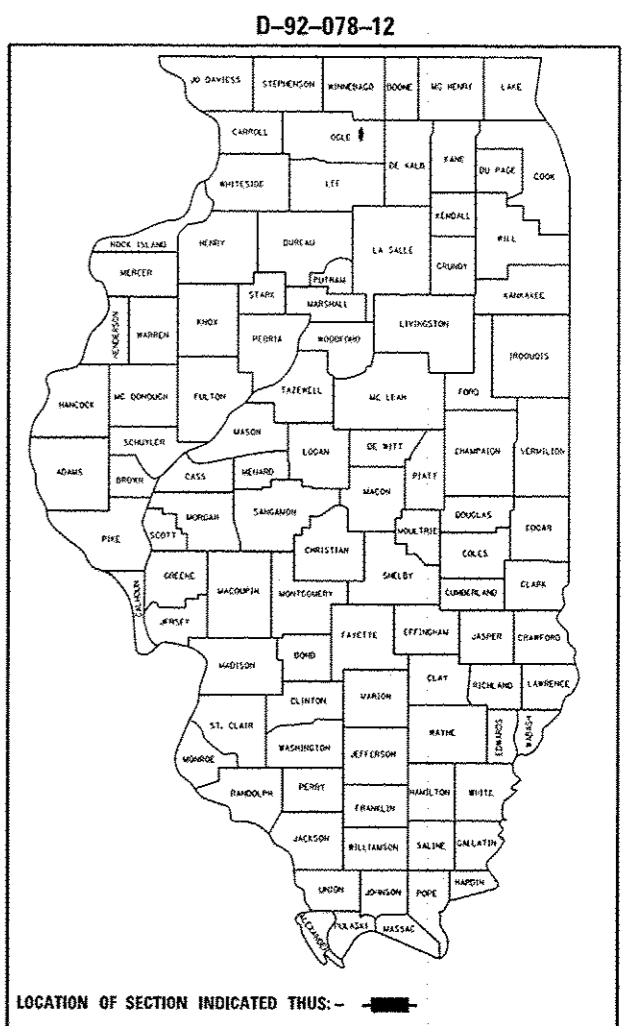 D-92-078-12
JO DAVIESS STEPHENSON WINNEBAGO BOONE MC HENRY LAKE
CARROLL OGLE
DE KALB KANE DU PAGE COOK
WHITESIDE LEE
KENDALL
ROCK ISLAND HENRY BUREAU LA SALLE WILL
MERCER GRUNDY
PUTNAM
STARK MARSHALL KANKAKEE
HENDERSON WARREN KNOX PEORIA WOODFORD LIVINGSTON
IROQUOIS
HANCOCK MC DONOUGH FULTON TAZEWELL MC LEAN FORD
SCHUYLER MASON
ADAMS BROWN CASS MENARD LOGAN DE WITT PIATT CHAMPAIGN VERMILION
MACON
PIKE SCOTT MORGAN SANGAMON MOULTRIE DOUGLAS EDGAR
CHRISTIAN COLES
CALHOUN GREENE MACOUPIN MONTGOMERY SHELBY CUMBERLAND CLARK
JERSEY
FAYETTE EFFINGHAM JASPER CRAWFORD
MADISON BOND
CLAY RICHLAND LAWRENCE
CLINTON MARION
ST. CLAIR WAYNE EDWARDS WABASH
WASHINGTON JEFFERSON
MONROE
RANDOLPH PERRY HAMILTON WHITE
FRANKLIN
JACKSON WILLIAMSON SALINE GALLATIN
UNION JOHNSON POPE HARDIN
ALEXANDER PULASKI MASSAC
LOCATION OF SECTION INDICATED THUS:-